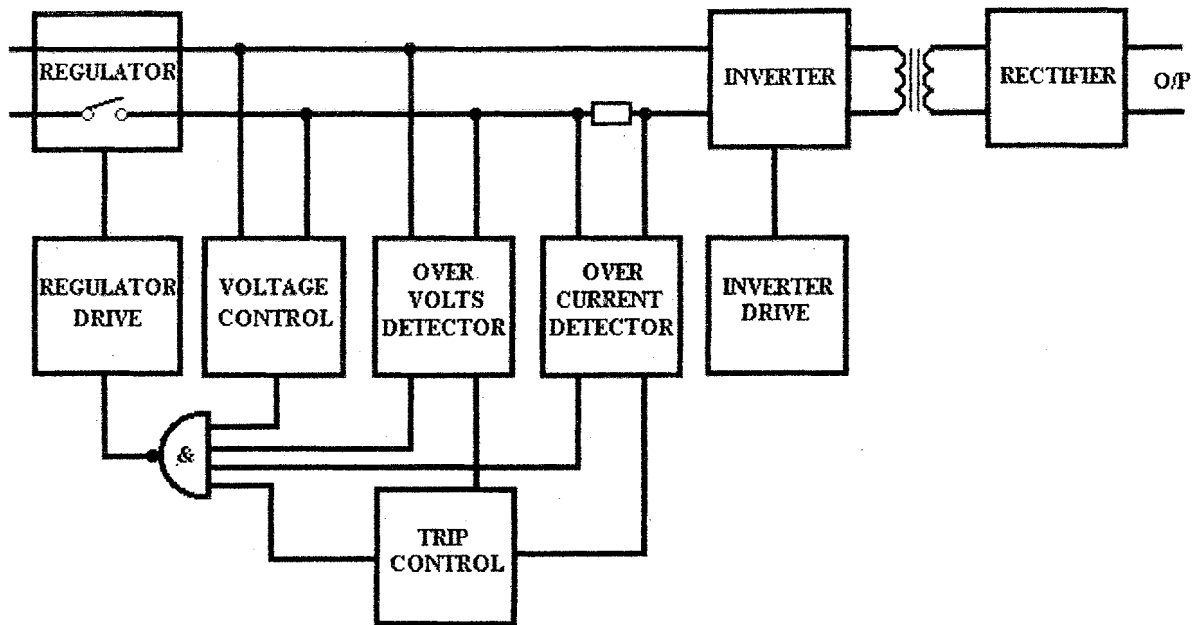 REGULATOR
INVERTER
RECTIFIER
O/P
REGULATOR
DRIVE
VOLTAGE
CONTROL
OVER
VOLTS
DETECTOR
OVER
CURRENT
DETECTOR
INVERTER
DRIVE
&
TRIP
CONTROL